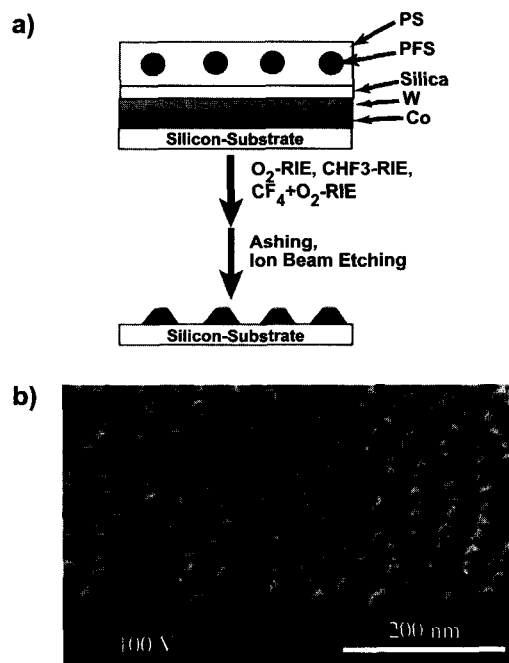 a)
PS
PFS
Silica
W
Co
Silicon-Substrate
O2-RIE, CHF3-RIE,
CF4+O2-RIE
Ashing,
Ion Beam Etching
Silicon-Substrate
b)
200 nm